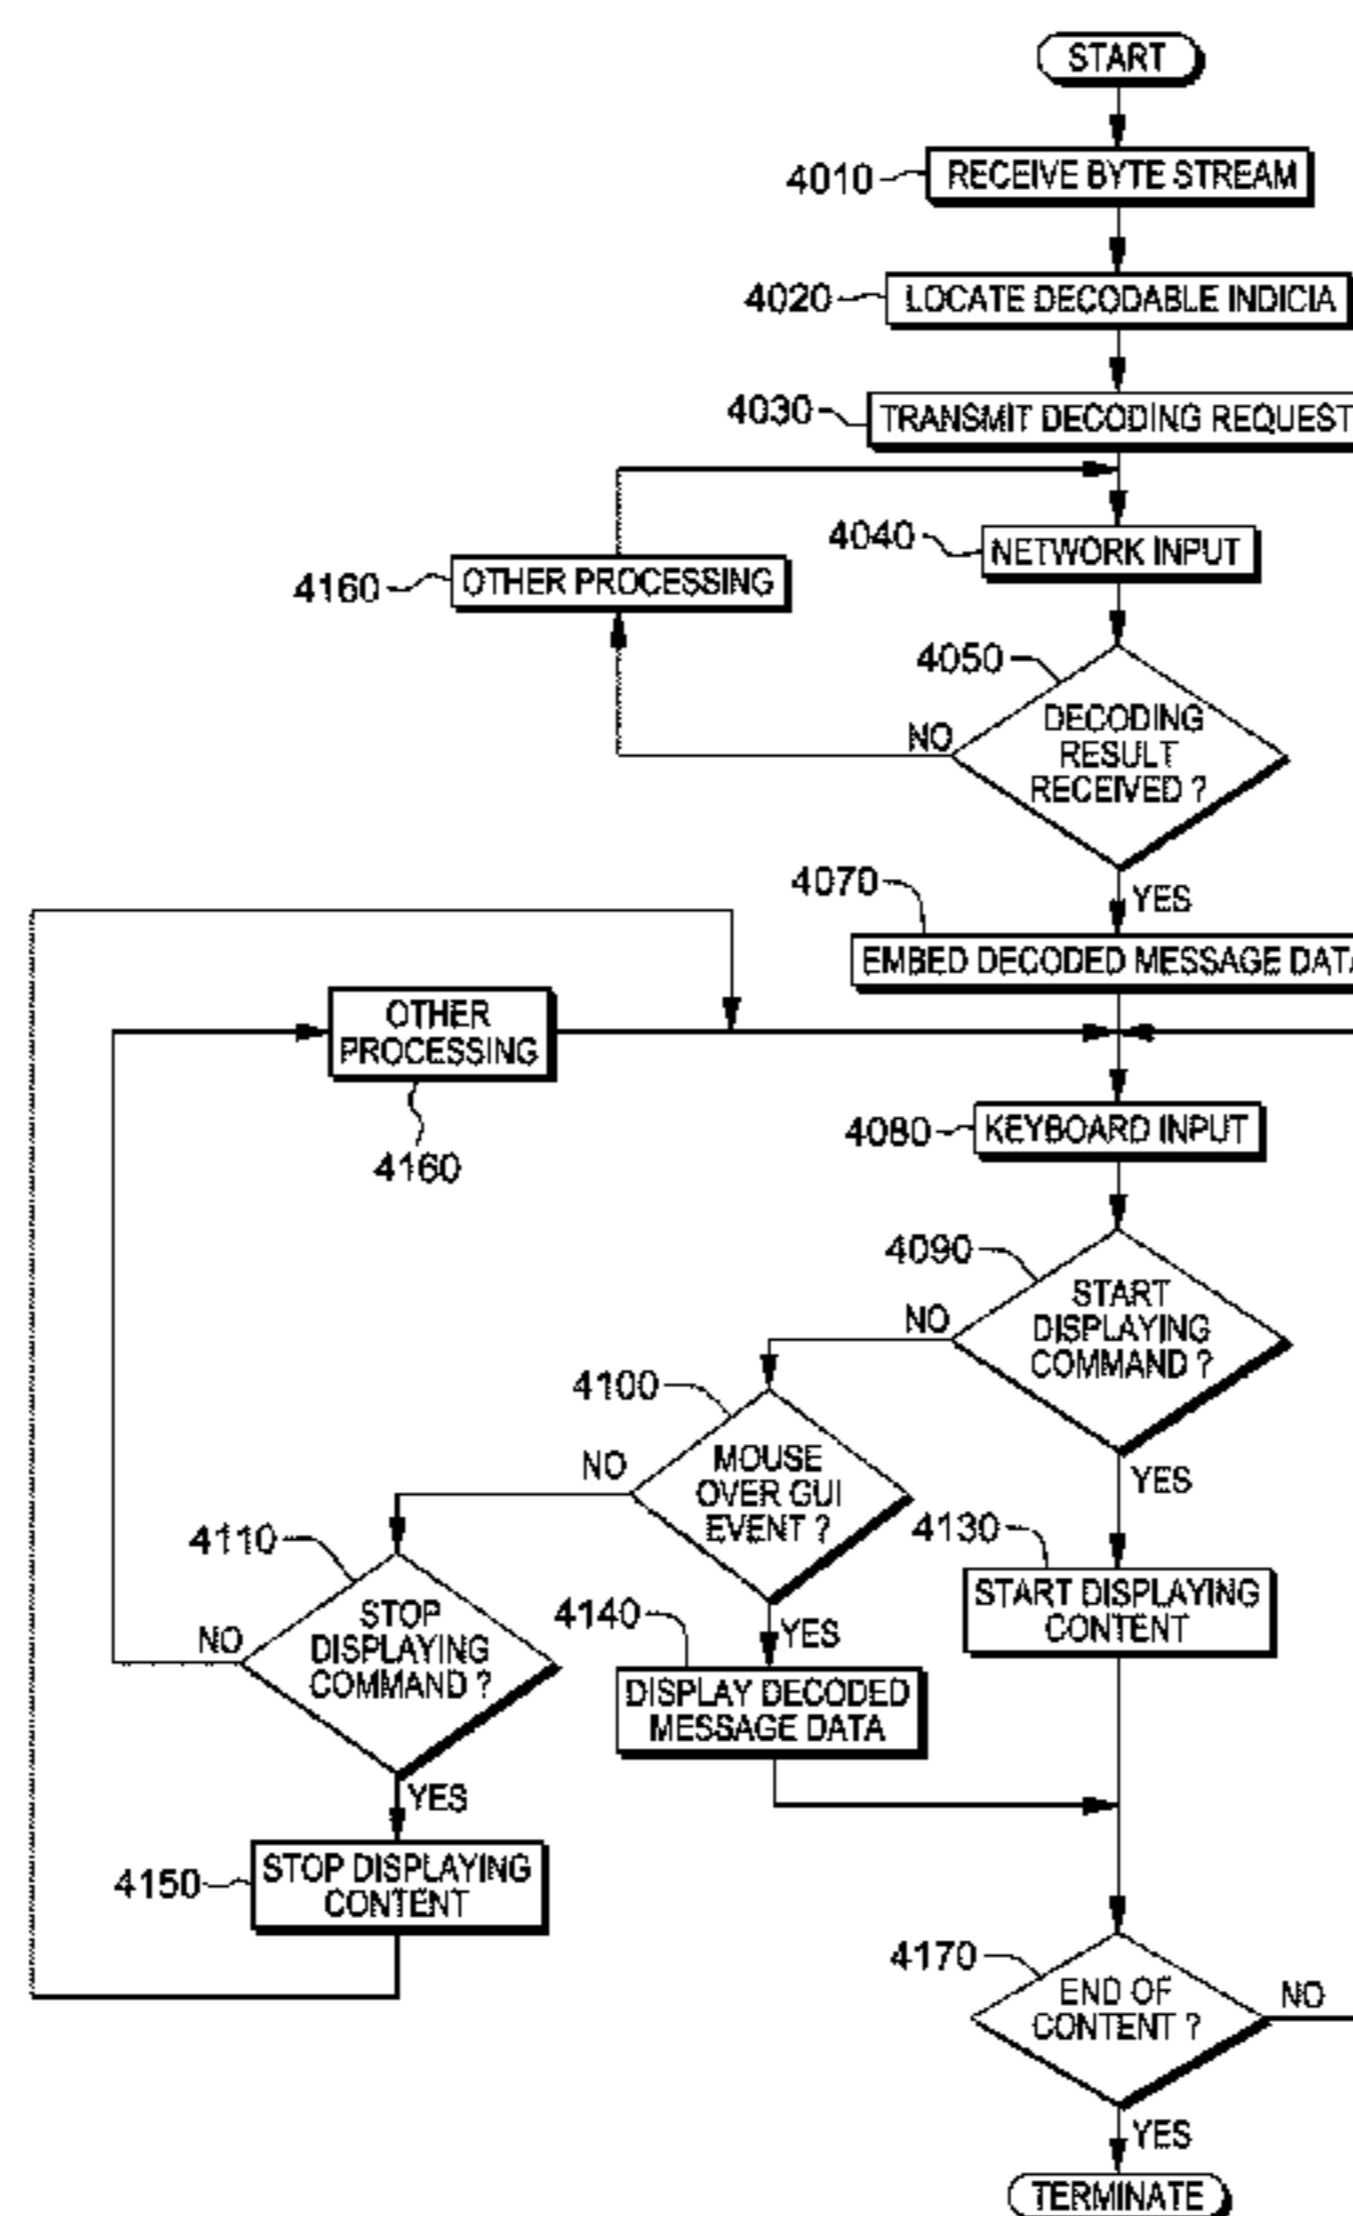 START
4010
RECEIVE BYTE STREAM
4020
LOCATE DECODABLE INDICIA
4030
TRANSMIT DECODING REQUEST
4040
NETWORK INPUT
4160
OTHER PROCESSING
4050
DECODING
RESULT
RECEIVED ?
NO
YES
4070
EMBED DECODED MESSAGE DATA
OTHER
PROCESSING
4160
4080
KEYBOARD INPUT
4090
START
DISPLAYING
COMMAND ?
NO
YES
4100
MOUSE
OVER GUI
EVENT ?
NO
YES
4110
STOP
DISPLAYING
COMMAND ?
NO
YES
4130
START DISPLAYING
CONTENT
4140
DISPLAY DECODED
MESSAGE DATA
4150
STOP DISPLAYING
CONTENT
4170
END OF
CONTENT ?
NO
YES
TERMINATE